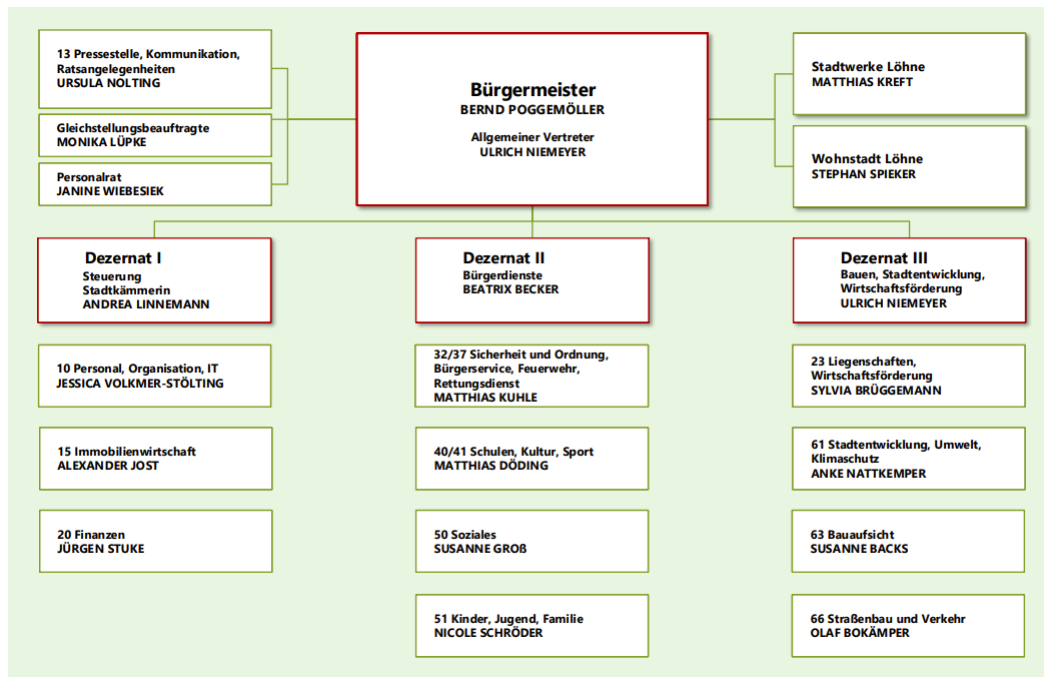 13 Pressestelle, Kommunikation,
Ratsangelegenheiten
URSULA NOLTING
Gleichstellungsbeauftragte
MONIKA LÜPKE
Personalrat
JANINE WIEBESIEK
Bürgermeister
BERND POGGEMÖLLER
Allgemeiner Vertreter
ULRICH NIEMEYER
Stadtwerke Löhne
MATTHIAS KREFT
Wohnstadt Löhne
STEPHAN SPIEKER
Dezernat I
Steuerung
Stadtkämmerin
ANDREA LINNEMANN
10 Personal, Organisation, IT
JESSICA VOLKMER-STÖLTING
15 Immobilienwirtschaft
ALEXANDER JOST
20 Finanzen
JÜRGEN STUKE
Dezernat II
Bürgerdienste
BEATRIX BECKER
32/37 Sicherheit und Ordnung,
Bürgerservice, Feuerwehr,
Rettungsdienst
MATTHIAS KUHLE
40/41 Schulen, Kultur, Sport
MATTHIAS DÖDING
50 Soziales
SUSANNE GROß
51 Kinder, Jugend, Familie
NICOLE SCHRÖDER
Dezernat III
Bauen, Stadtentwicklung,
Wirtschaftsförderung
ULRICH NIEMEYER
23 Liegenschaften,
Wirtschaftsförderung
SYLVIA BRÜGGEMANN
61 Stadtentwicklung, Umwelt,
Klimaschutz
ANKE NATTKEMPER
63 Bauaufsicht
SUSANNE BACKS
66 Straßenbau und Verkehr
OLAF BOKÄMPER